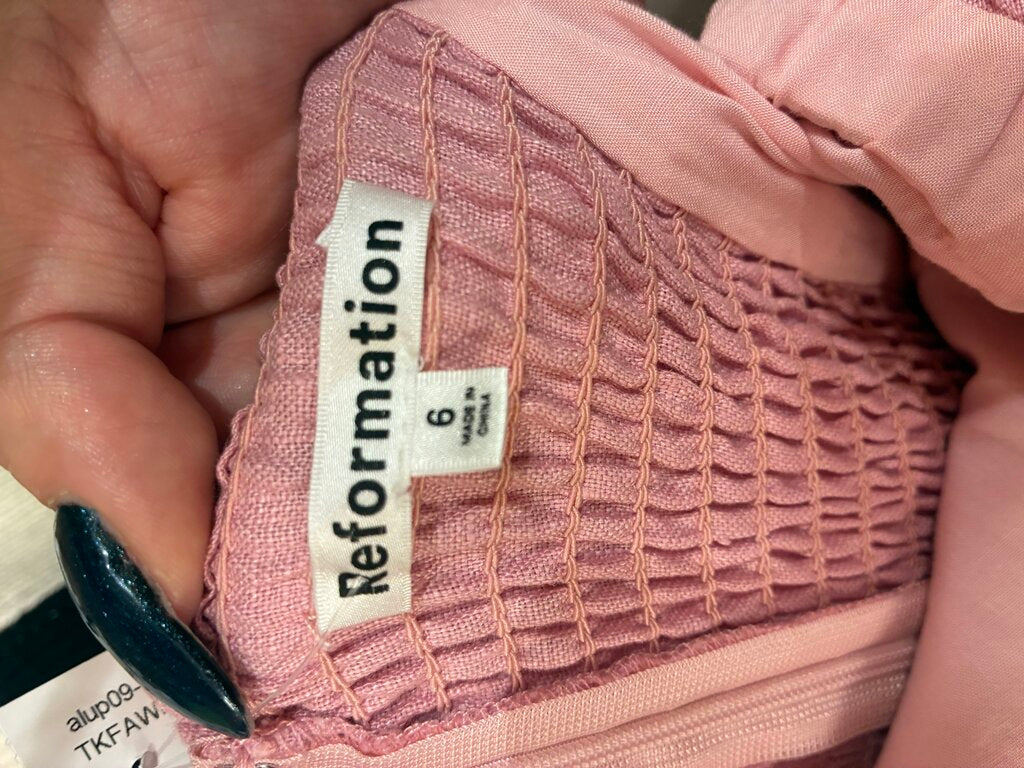 Reformation
6
MADE IN
CHINA
alup09-
TKFAW